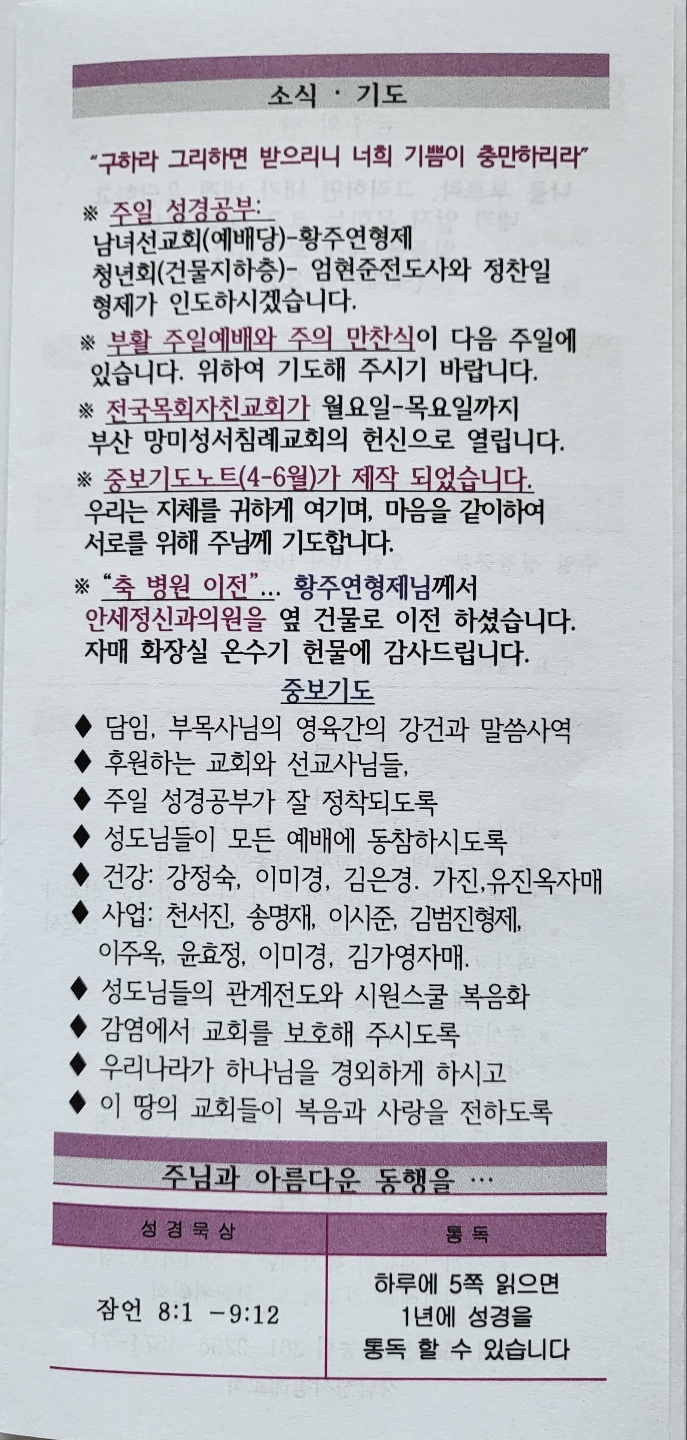 소식 · 기도
"구하라 그리하면 받으리니 너희 기쁨이 충만하리라"
※ 주일 성경공부:
남녀선교회(예배당)-황주연형제
청년회(건물지하층)- 엄현준전도사와 정찬일
형제가 인도하시겠습니다.
※ 부활 주일예배와 주의 만찬식이 다음 주일에
있습니다. 위하여 기도해 주시기 바랍니다.
※ 전국목회자친교회가 월요일-목요일까지
부산 망미성서침례교회의 헌신으로 열립니다.
※ 중보기도노트(4-6월)가 제작 되었습니다.
우리는 지체를 귀하게 여기며, 마음을 같이하여
서로를 위해 주님께 기도합니다.
※ "축 병원 이전"... 황주연형제님께서
안세정신과의원을 옆 건물로 이전 하셨습니다.
자매 화장실 온수기 헌물에 감사드립니다.
중보기도
◆ 담임, 부목사님의 영육간의 강건과 말씀사역
◆ 후원하는 교회와 선교사님들,
◆ 주일 성경공부가 잘 정착되도록
◆ 성도님들이 모든 예배에 동참하시도록
◆ 건강: 강정숙, 이미경, 김은경. 가진,유진옥자매
◆ 사업: 천서진, 송명재, 이시준, 김범진형제,
이주옥, 윤효정, 이미경, 김가영자매.
◆ 성도님들의 관계전도와 시원스쿨 복음화
◆ 감염에서 교회를 보호해 주시도록
◆ 우리나라가 하나님을 경외하게 하시고
◆ 이 땅의 교회들이 복음과 사랑을 전하도록
주님과 아름다운 동행을 …
성경묵상
통독
잠언 8:1 -9:12
하루에 5쪽 읽으면
1년에 성경을
통독 할 수 있습니다